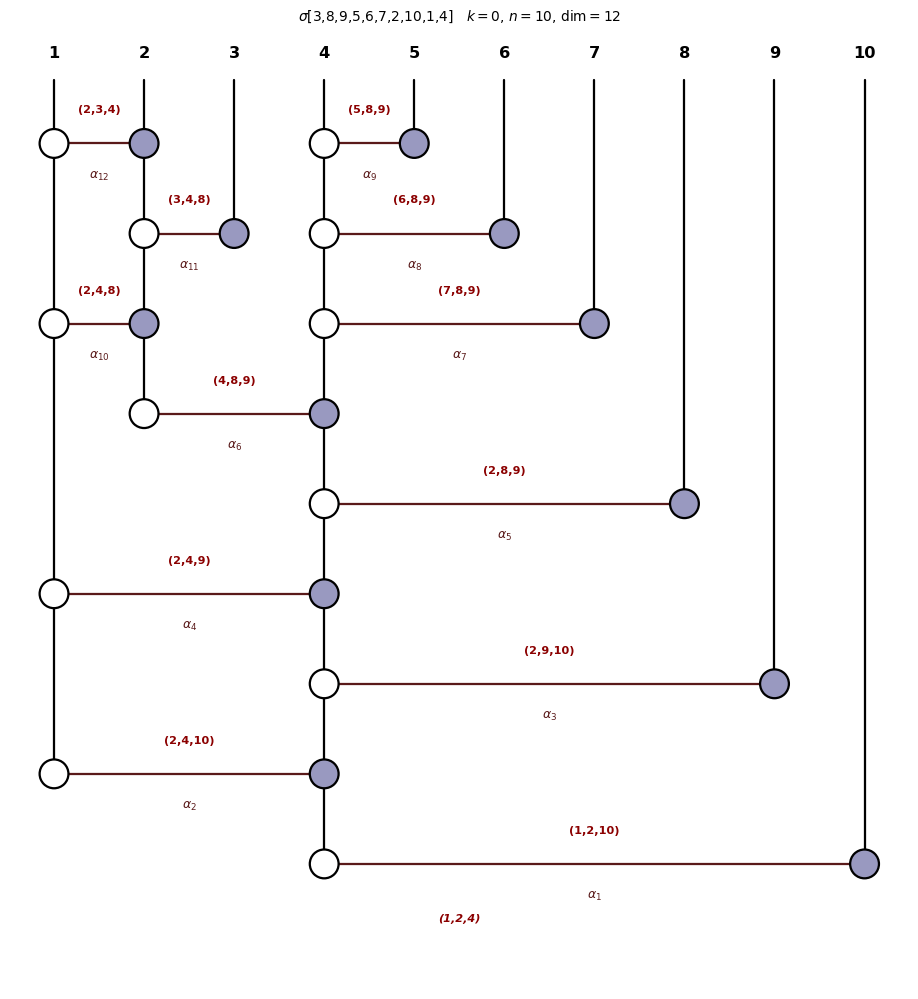 σ[3,8,9,5,6,7,2,10,1,4]   k=0, n=10, dim=12
1 2 3 4 5 6 7 8 9 10
(2,3,4) (5,8,9)
α₁₂ α₉
(3,4,8) (6,8,9)
α₁₁ α₈
(2,4,8) (7,8,9)
α₁₀ α₇
(4,8,9)
α₆
(2,8,9)
α₅
(2,4,9)
α₄
(2,9,10)
α₃
(2,4,10)
α₂
(1,2,10)
α₁
(1,2,4)